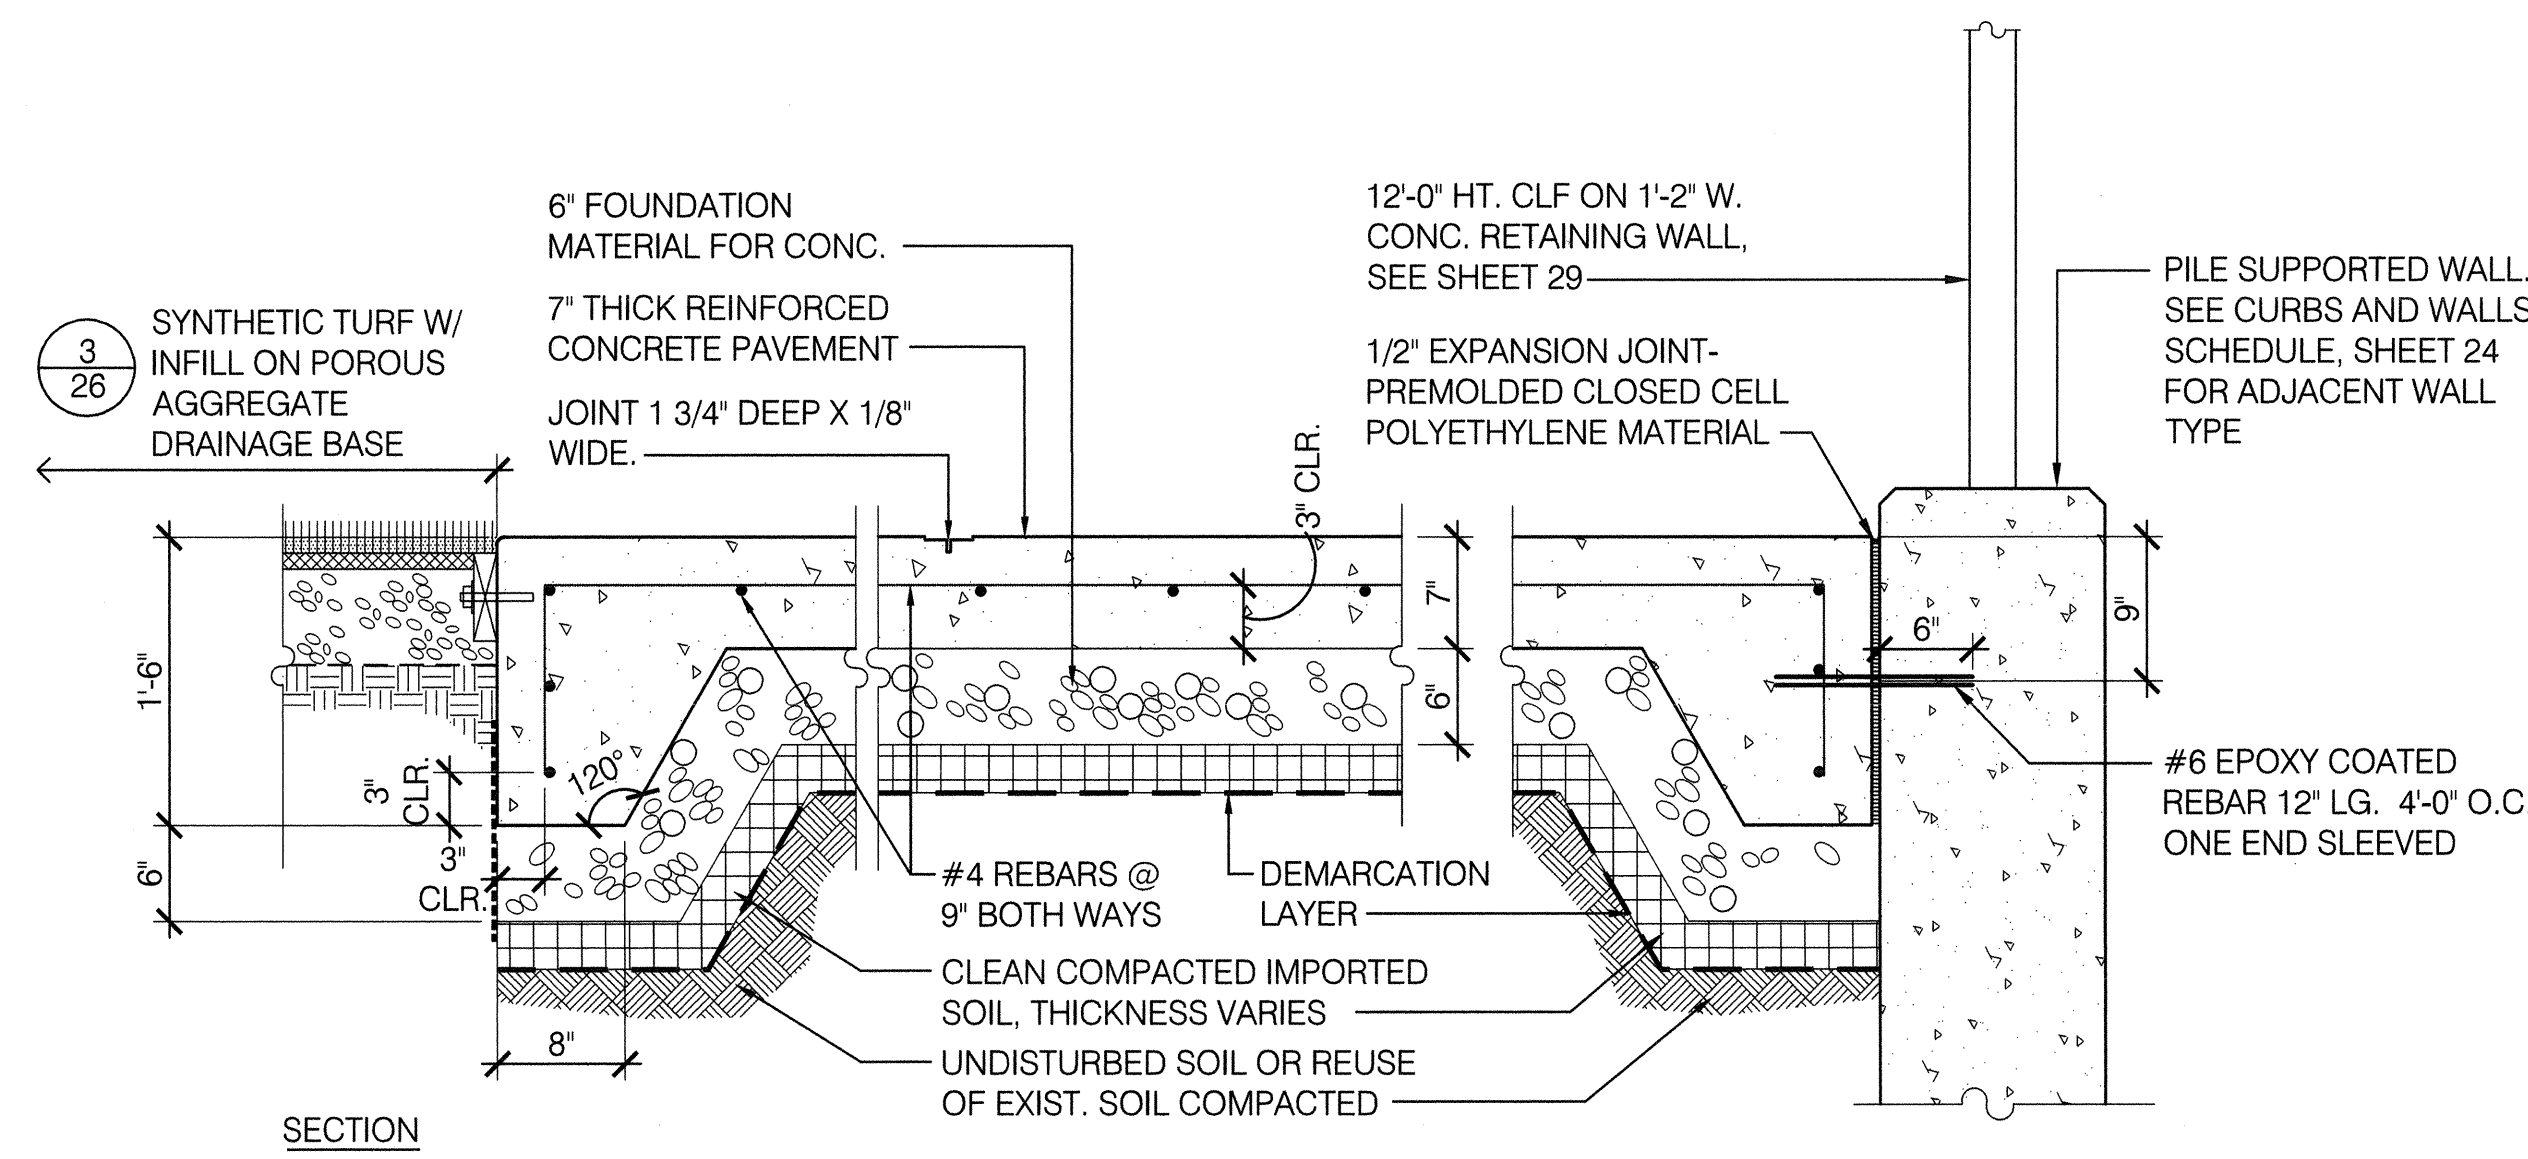 6" FOUNDATION
MATERIAL FOR CONC.
7" THICK REINFORCED
CONCRETE PAVEMENT
JOINT 1 3/4" DEEP X 1/8"
WIDE.
3
26
SYNTHETIC TURF W/
INFILL ON POROUS
AGGREGATE
DRAINAGE BASE
12'-0" HT. CLF ON 1'-2" W.
CONC. RETAINING WALL,
SEE SHEET 29
1/2" EXPANSION JOINT-
PREMOLDED CLOSED CELL
POLYETHYLENE MATERIAL
PILE SUPPORTED WALL.
SEE CURBS AND WALLS
SCHEDULE, SHEET 24
FOR ADJACENT WALL
TYPE
3" CLR.
1'-6"
6"
3"
CLR.
3"
CLR.
120°
8"
7"
6"
6"
9"
#6 EPOXY COATED
REBAR 12" LG. 4'-0" O.C.
ONE END SLEEVED
#4 REBARS @
9" BOTH WAYS
DEMARCATION
LAYER
CLEAN COMPACTED IMPORTED
SOIL, THICKNESS VARIES
UNDISTURBED SOIL OR REUSE
OF EXIST. SOIL COMPACTED
SECTION